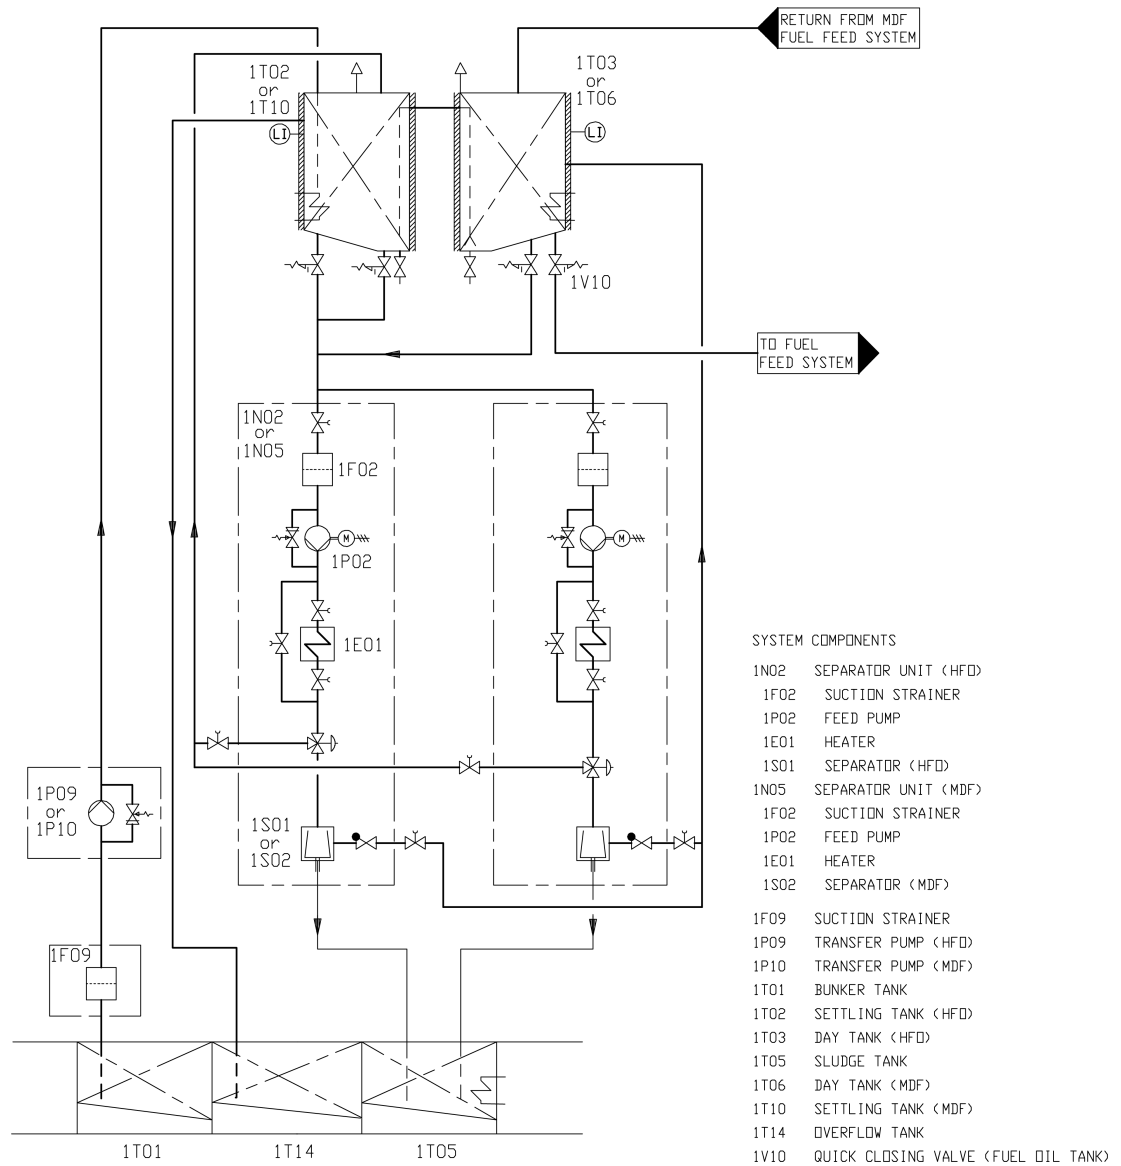 RETURN FROM MDF
FUEL FEED SYSTEM
1T02
or
1T10
1T03
or
1T06
LI
LI
1V10
TO FUEL
FEED SYSTEM
1N02
or
1N05
1F02
M
M
1P02
1E01
1P09
or
1P10
1S01
or
1S02
1F09
1T01
1T14
1T05
SYSTEM COMPONENTS
1N02 SEPARATOR UNIT (HFO)
1F02 SUCTION STRAINER
1P02 FEED PUMP
1E01 HEATER
1S01 SEPARATOR (HFO)
1N05 SEPARATOR UNIT (MDF)
1F02 SUCTION STRAINER
1P02 FEED PUMP
1E01 HEATER
1S02 SEPARATOR (MDF)
1F09 SUCTION STRAINER
1P09 TRANSFER PUMP (HFO)
1P10 TRANSFER PUMP (MDF)
1T01 BUNKER TANK
1T02 SETTLING TANK (HFO)
1T03 DAY TANK (HFO)
1T05 SLUDGE TANK
1T06 DAY TANK (MDF)
1T10 SETTLING TANK (MDF)
1T14 OVERFLOW TANK
1V10 QUICK CLOSING VALVE (FUEL OIL TANK)